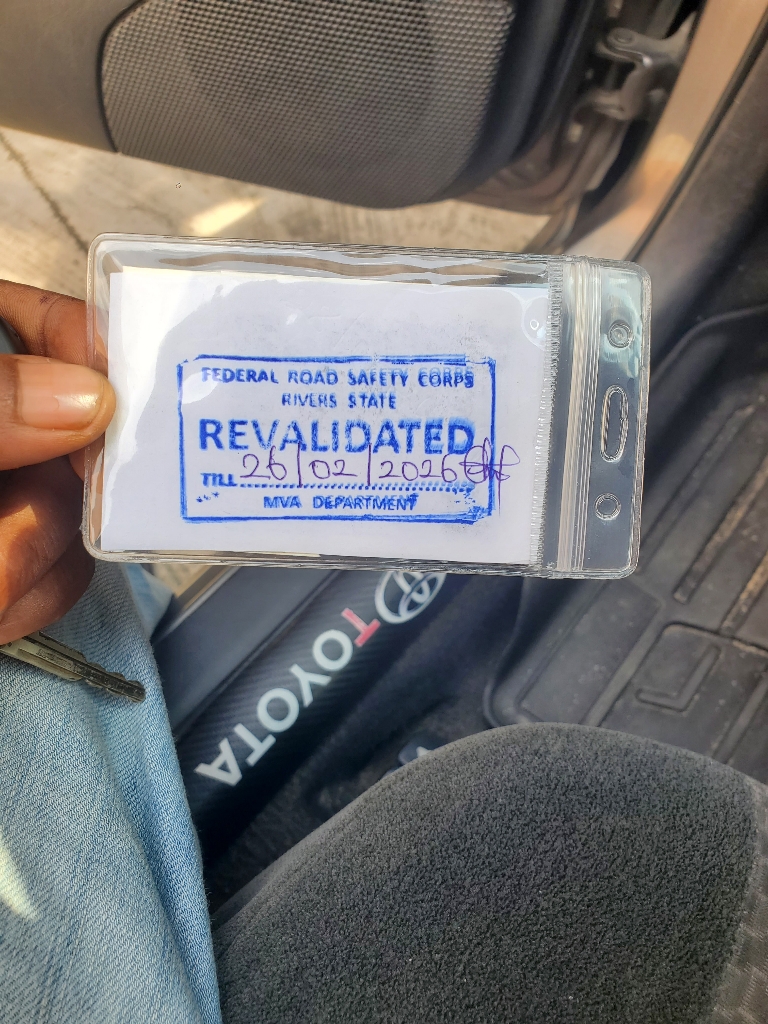 FEDERAL ROAD SAFETY CORPS
RIVERS STATE
REVALIDATED
TILL 26/02/2026
MVA DEPARTMENT
TOYOTA